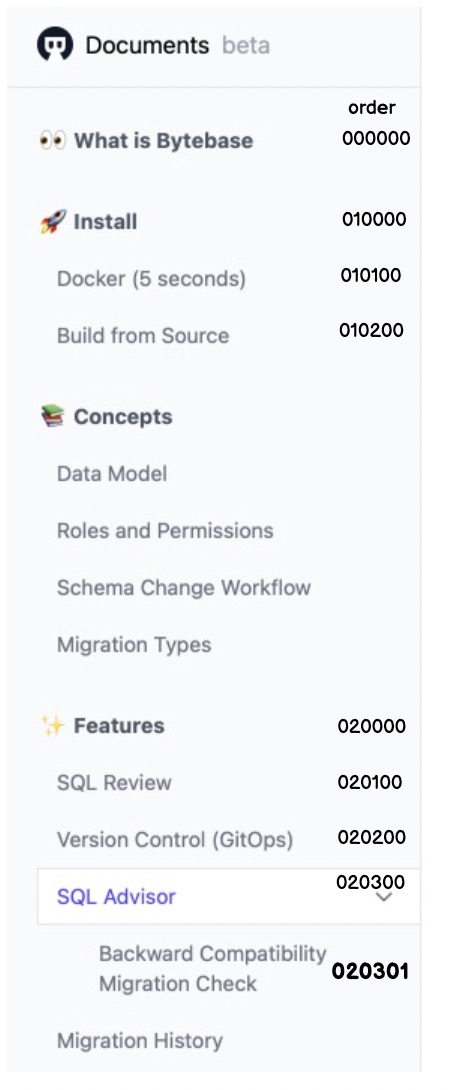 Documents beta
order
What is Bytebase 000000
Install 010000
Docker (5 seconds) 010100
Build from Source 010200
Concepts
Data Model
Roles and Permissions
Schema Change Workflow
Migration Types
Features 020000
SQL Review 020100
Version Control (GitOps) 020200
SQL Advisor 020300
Backward Compatibility
Migration Check 020301
Migration History